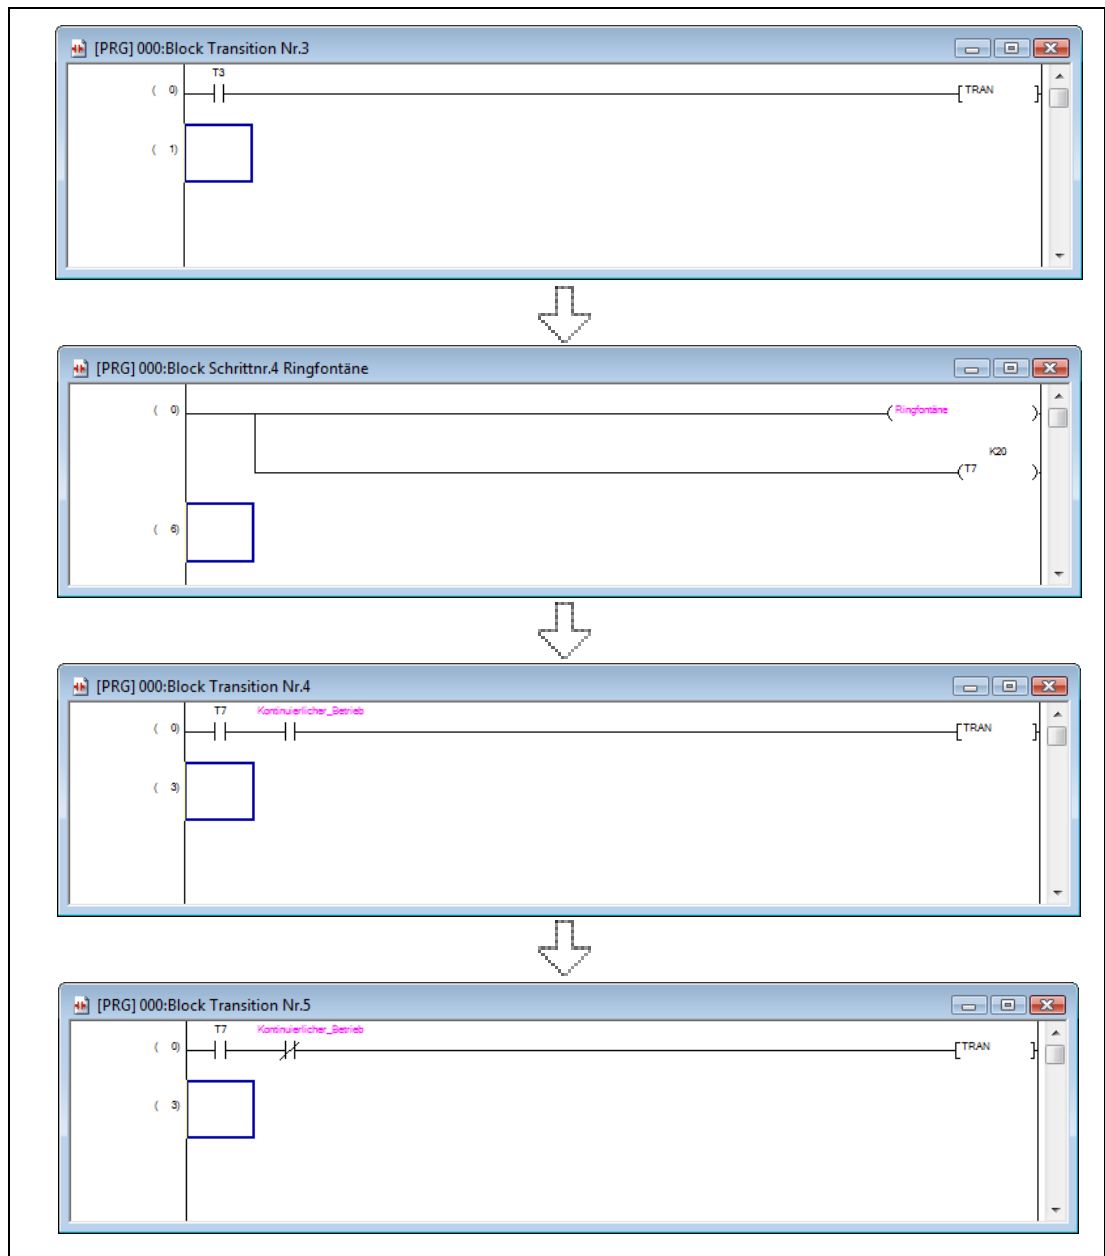 [PRG] 000:Block Transition Nr.3
T3
( 0) [ TRAN ]
( 1)
[PRG] 000:Block Schrittnr.4 Ringfontäne
( 0) ( Ringfontäne )
K20
( T7 )
( 6)
[PRG] 000:Block Transition Nr.4
T7 Kontinuierlicher_Betrieb
( 0) [ TRAN ]
( 3)
[PRG] 000:Block Transition Nr.5
T7 Kontinuierlicher_Betrieb
( 0) [ TRAN ]
( 3)